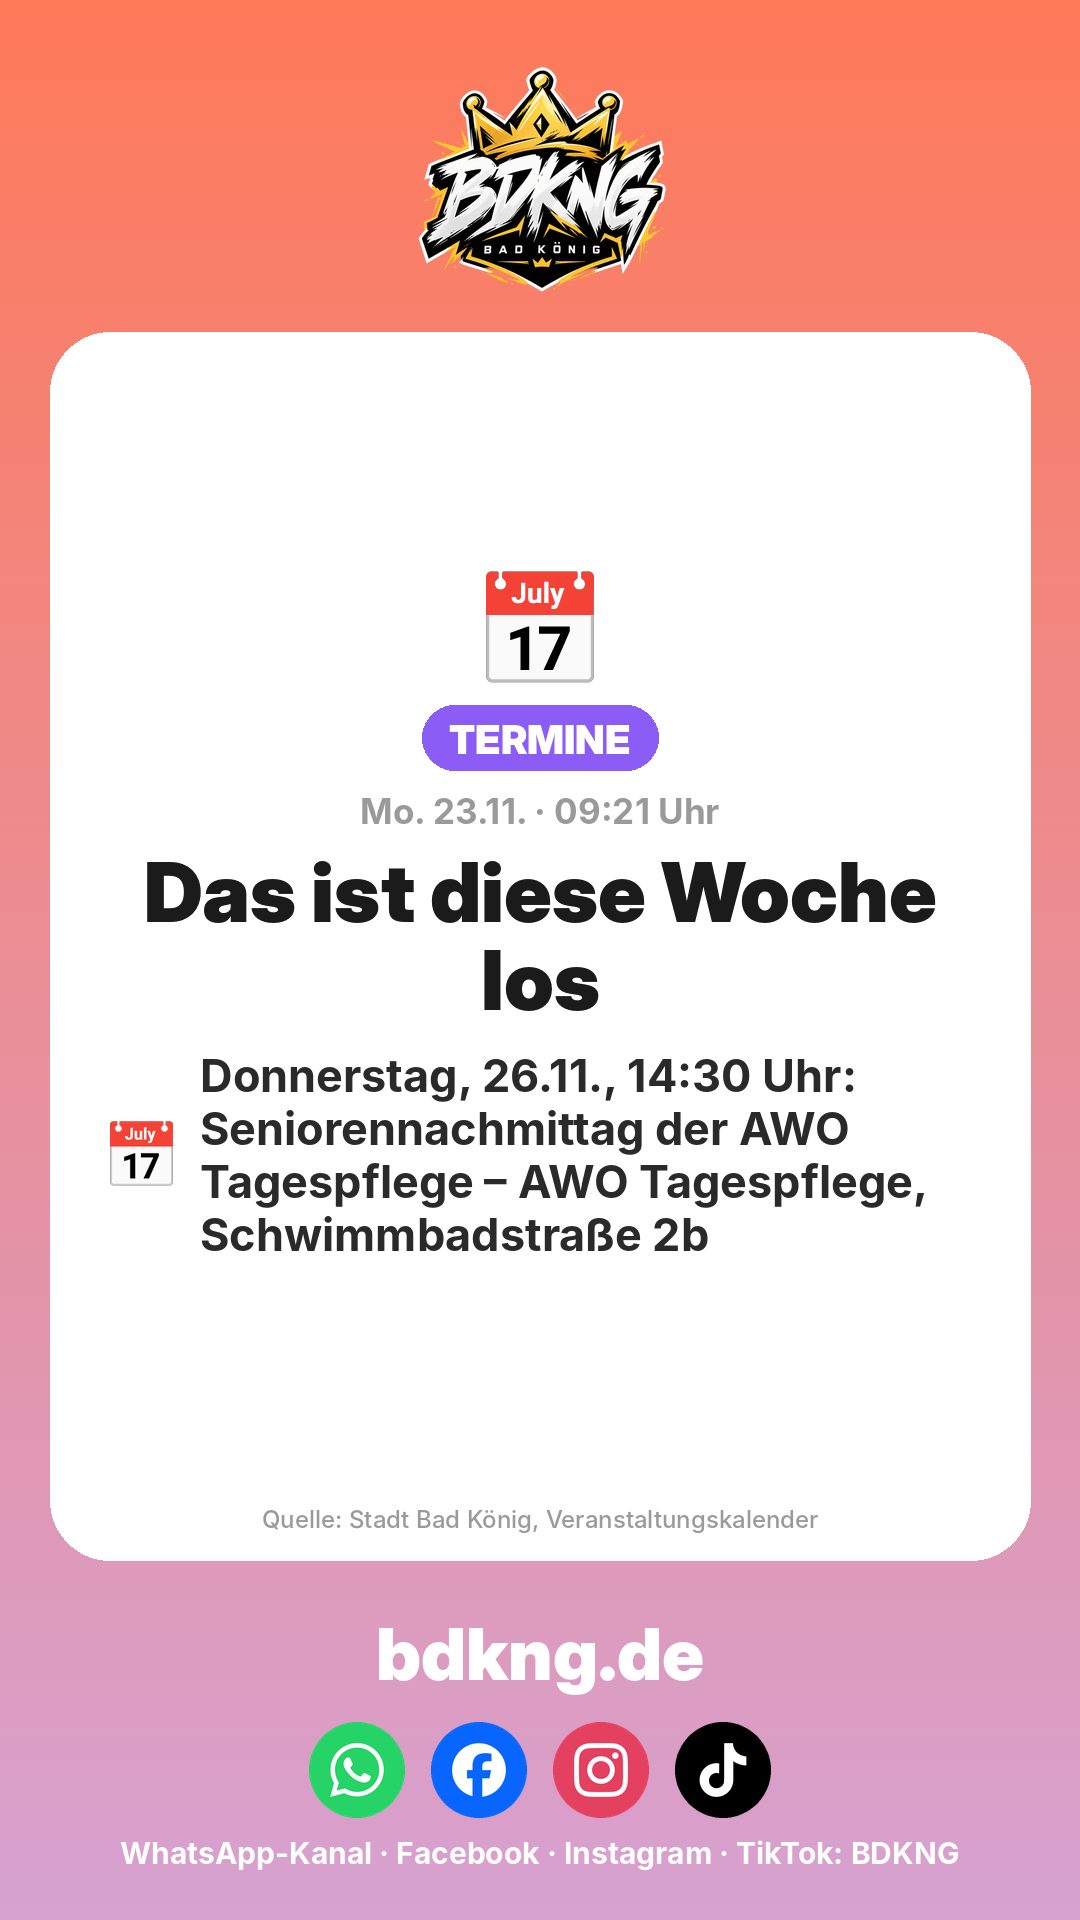 BDKNG
BAD KÖNIG
July
17
TERMINE
Mo. 23.11. · 09:21 Uhr
Das ist diese Woche
los
July
17
Donnerstag, 26.11., 14:30 Uhr:
Seniorennachmittag der AWO
Tagespflege – AWO Tagespflege,
Schwimmbadstraße 2b
Quelle: Stadt Bad König, Veranstaltungskalender
bdkng.de
WhatsApp-Kanal · Facebook · Instagram · TikTok: BDKNG